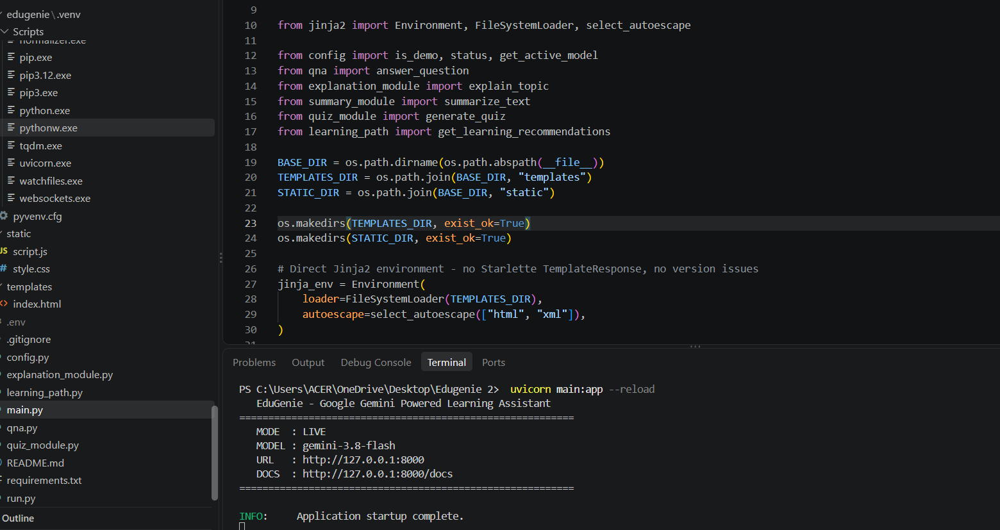 edugenie\.venv
Scripts
normalizer.exe
pip.exe
pip3.12.exe
pip3.exe
python.exe
pythonw.exe
tqdm.exe
uvicorn.exe
watchfiles.exe
websockets.exe
pyvenv.cfg
static
JS script.js
# style.css
templates
<> index.html
.env
.gitignore
config.py
explanation_module.py
learning_path.py
main.py
qna.py
quiz_module.py
README.md
requirements.txt
run.py
Outline
9
10 from jinja2 import Environment, FileSystemLoader, select_autoescape
11
12 from config import is_demo, status, get_active_model
13 from qna import answer_question
14 from explanation_module import explain_topic
15 from summary_module import summarize_text
16 from quiz_module import generate_quiz
17 from learning_path import get_learning_recommendations
18
19 BASE_DIR = os.path.dirname(os.path.abspath(__file__))
20 TEMPLATES_DIR = os.path.join(BASE_DIR, "templates")
21 STATIC_DIR = os.path.join(BASE_DIR, "static")
22
23 os.makedirs(TEMPLATES_DIR, exist_ok=True)
24 os.makedirs(STATIC_DIR, exist_ok=True)
25
26 # Direct Jinja2 environment - no Starlette TemplateResponse, no version issues
27 jinja_env = Environment(
28     loader=FileSystemLoader(TEMPLATES_DIR),
29     autoescape=select_autoescape(["html", "xml"]),
30 )
31
Problems Output Debug Console Terminal Ports
PS C:\Users\ACER\OneDrive\Desktop\Edugenie 2> uvicorn main:app --reload
EduGenie - Google Gemini Powered Learning Assistant
==========================================================
MODE : LIVE
MODEL : gemini-3.8-flash
URL : http://127.0.0.1:8000
DOCS : http://127.0.0.1:8000/docs
==========================================================
INFO: Application startup complete.